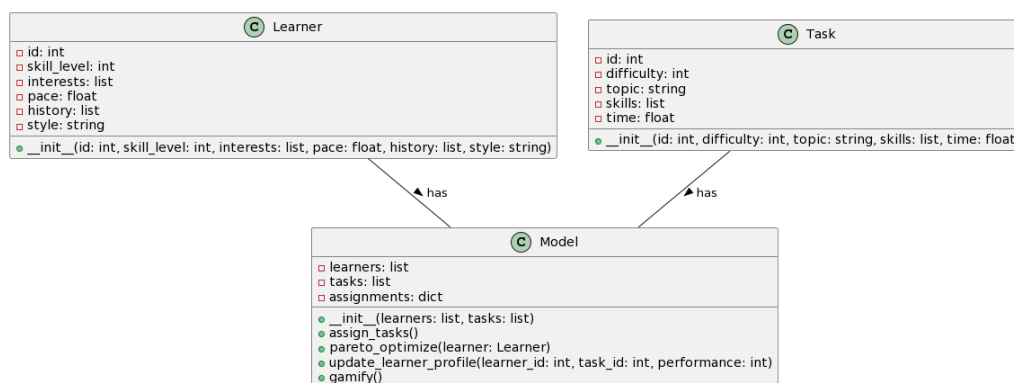 C Learner
id: int
skill_level: int
interests: list
pace: float
history: list
style: string
__init__(id: int, skill_level: int, interests: list, pace: float, history: list, style: string)
C Task
id: int
difficulty: int
topic: string
skills: list
time: float
__init__(id: int, difficulty: int, topic: string, skills: list, time: float
has
has
C Model
learners: list
tasks: list
assignments: dict
__init__(learners: list, tasks: list)
assign_tasks()
pareto_optimize(learner: Learner)
update_learner_profile(learner_id: int, task_id: int, performance: int)
gamify()